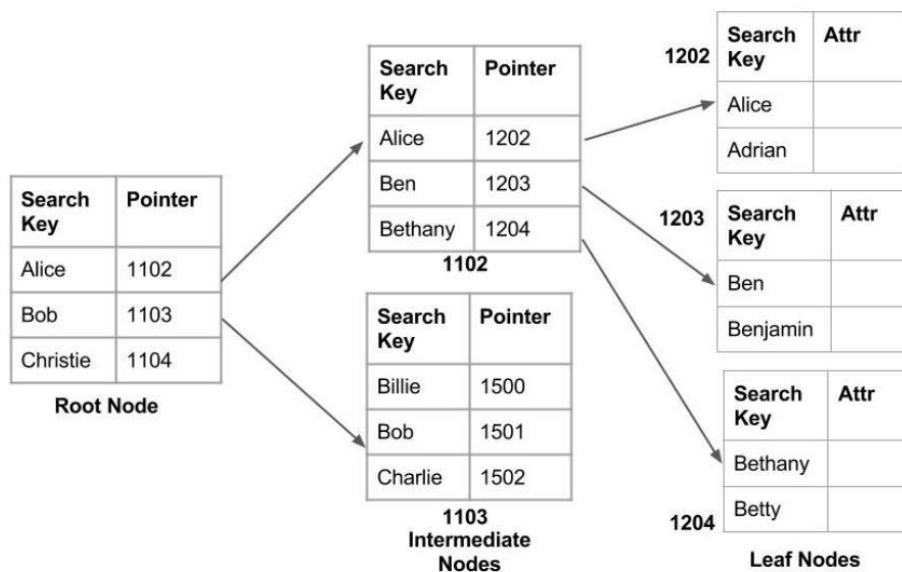 Search Key Pointer
Alice 1102
Bob 1103
Christie 1104
Root Node
Search Key Pointer
Alice 1202
Ben 1203
Bethany 1204
1102
Search Key Pointer
Billie 1500
Bob 1501
Charlie 1502
1103
Intermediate
Nodes
1202
Search Key Attr
Alice
Adrian
1203
Search Key Attr
Ben
Benjamin
Search Key Attr
Bethany
Betty
1204
Leaf Nodes